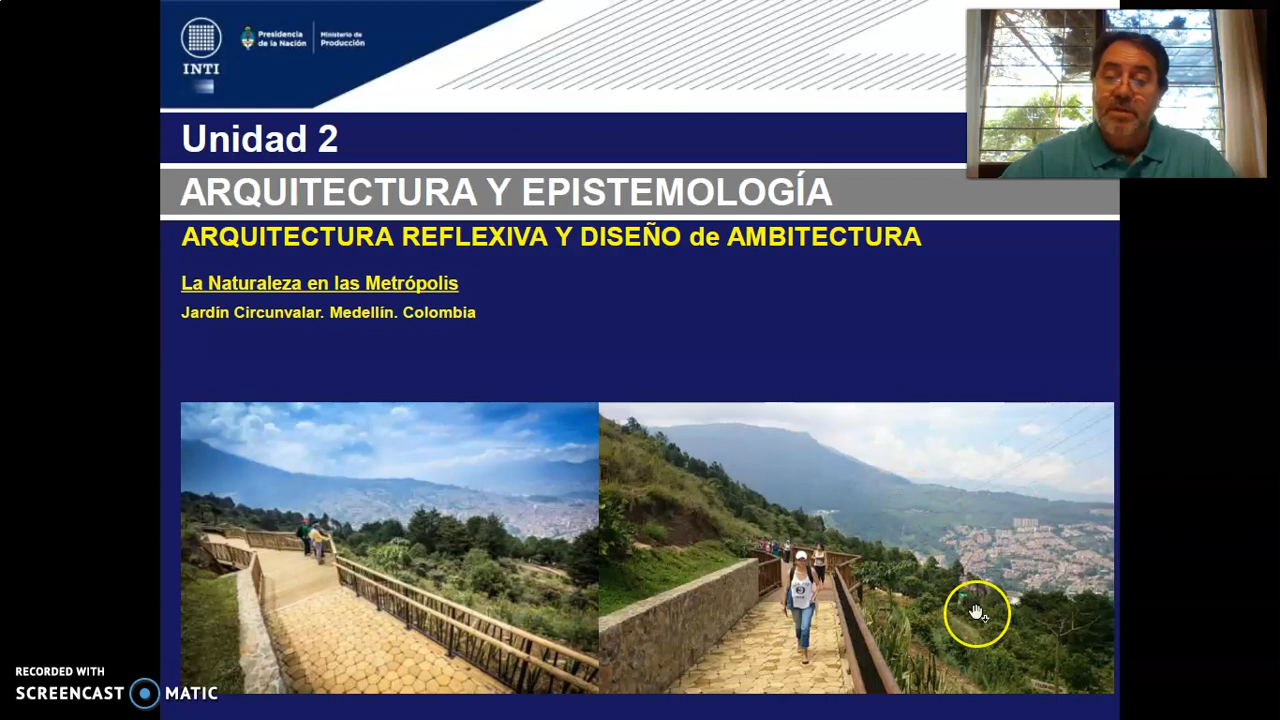 INTI
Presidencia
de la Nación
Ministerio de
Producción
Unidad 2
ARQUITECTURA Y EPISTEMOLOGÍA
ARQUITECTURA REFLEXIVA Y DISEÑO de AMBITECTURA
La Naturaleza en las Metrópolis
Jardín Circunvalar. Medellín. Colombia
RECORDED WITH
SCREENCAST MATIC